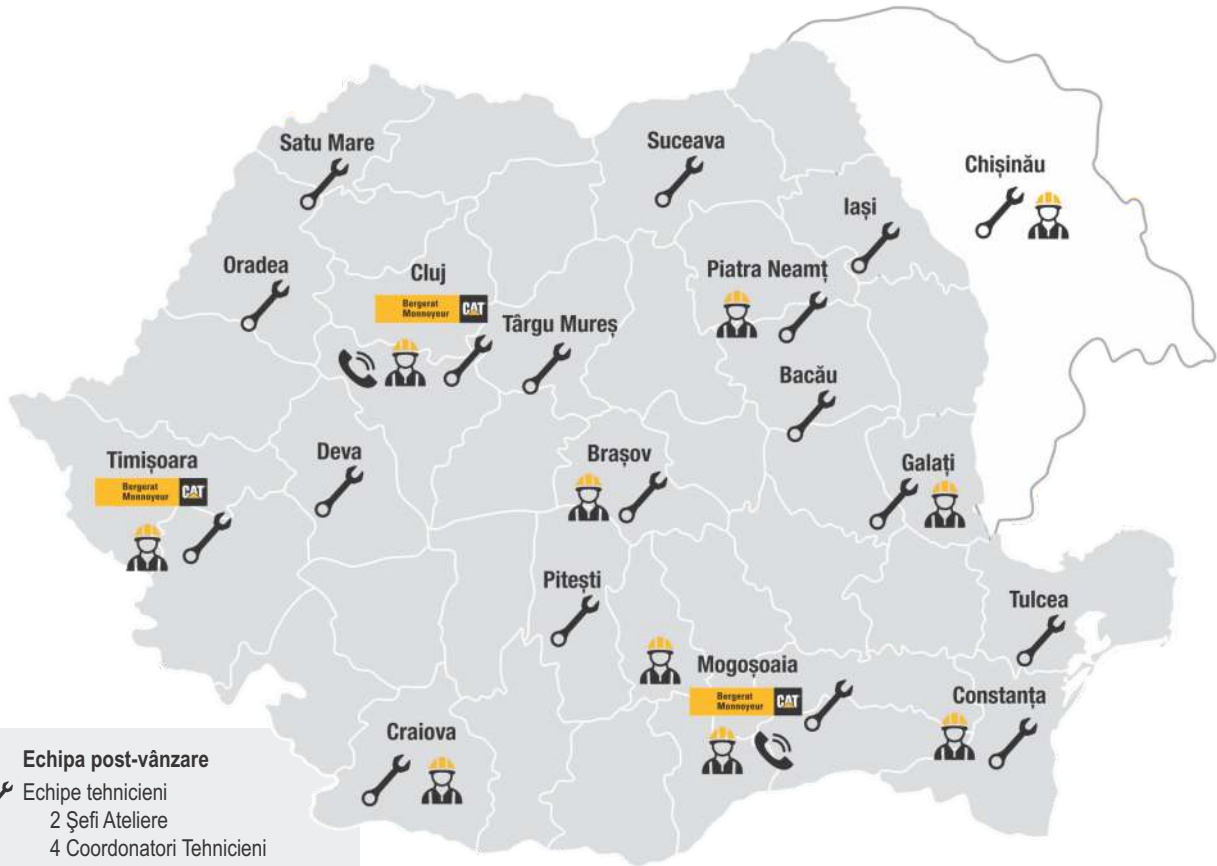 Satu Mare
Suceava
Chișinău
Iași
Oradea
Cluj
Bergerat
Monnoyeur
CAT
Piatra Neamț
Târgu Mureș
Bacău
Timișoara
Bergerat
Monnoyeur
CAT
Deva
Brașov
Galați
Pitești
Tulcea
Mogoșoaia
Bergerat
Monnoyeur
CAT
Constanța
Craiova
Echipa post-vânzare
Echipe tehnicieni
2 Şefi Ateliere
4 Coordonatori Tehnicieni